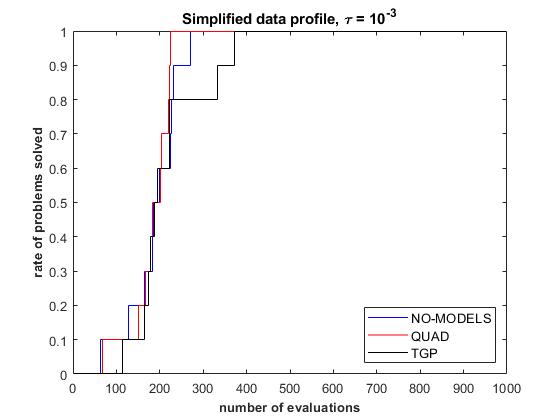 Simplified data profile, τ = 10⁻³
rate of problems solved
1
0.9
0.8
0.7
0.6
0.5
0.4
0.3
0.2
0.1
0
0 100 200 300 400 500 600 700 800 900 1000
number of evaluations
NO-MODELS
QUAD
TGP